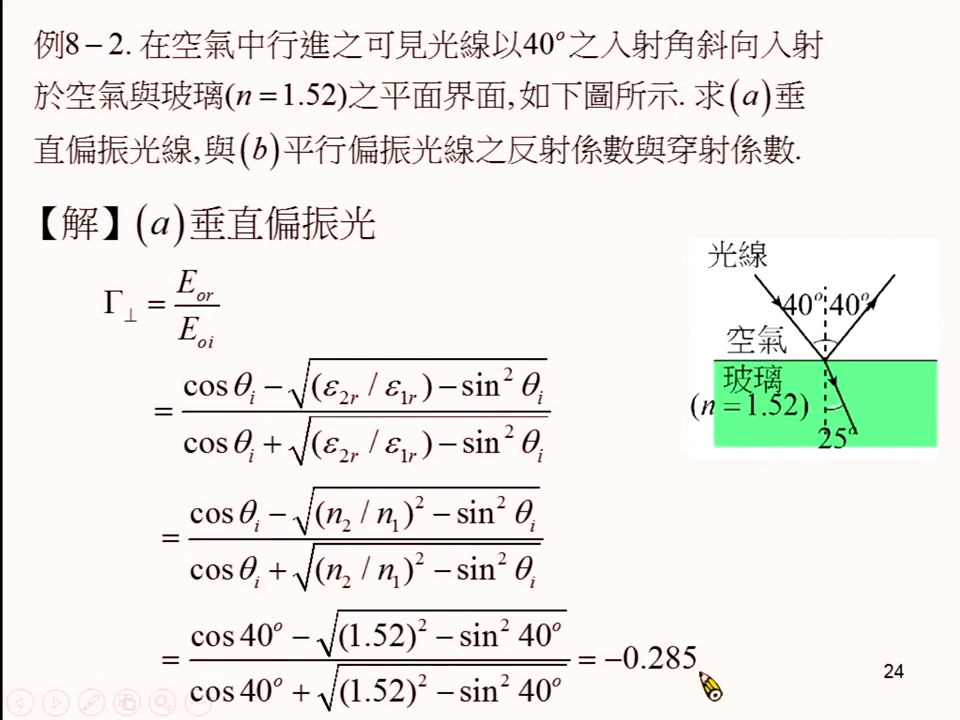 例8－2. 在空氣中行進之可見光線以40°之入射角斜向入射
於空氣與玻璃(n = 1.52)之平面界面, 如下圖所示. 求(a)垂
直偏振光線, 與(b)平行偏振光線之反射係數與穿射係數.
【解】(a)垂直偏振光
Γ⊥ = E_or / E_oi
= (cos θ_i − √((ε_2r / ε_1r) − sin² θ_i)) / (cos θ_i + √((ε_2r / ε_1r) − sin² θ_i))
= (cos θ_i − √((n_2 / n_1)² − sin² θ_i)) / (cos θ_i + √((n_2 / n_1)² − sin² θ_i))
= (cos 40° − √((1.52)² − sin² 40°)) / (cos 40° + √((1.52)² − sin² 40°)) = −0.285
光線
40° 40°
空氣
玻璃
(n = 1.52)
25°
24